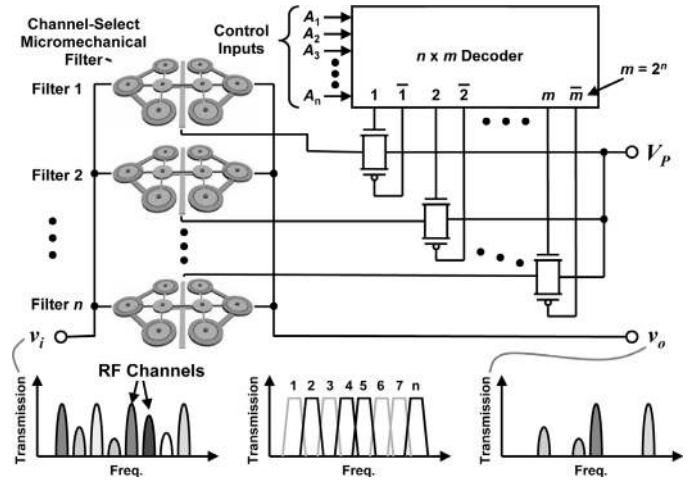 Channel-Select
Micromechanical
Filter
Control
Inputs
A1
A2
A3
An
n x m Decoder
m = 2^n
1 1̅ 2 2̅ m m̅
Filter 1
Filter 2
Filter n
VP
vi
vo
RF Channels
Transmission
Freq.
1 2 3 4 5 6 7 n
Transmission
Freq.
Transmission
Freq.